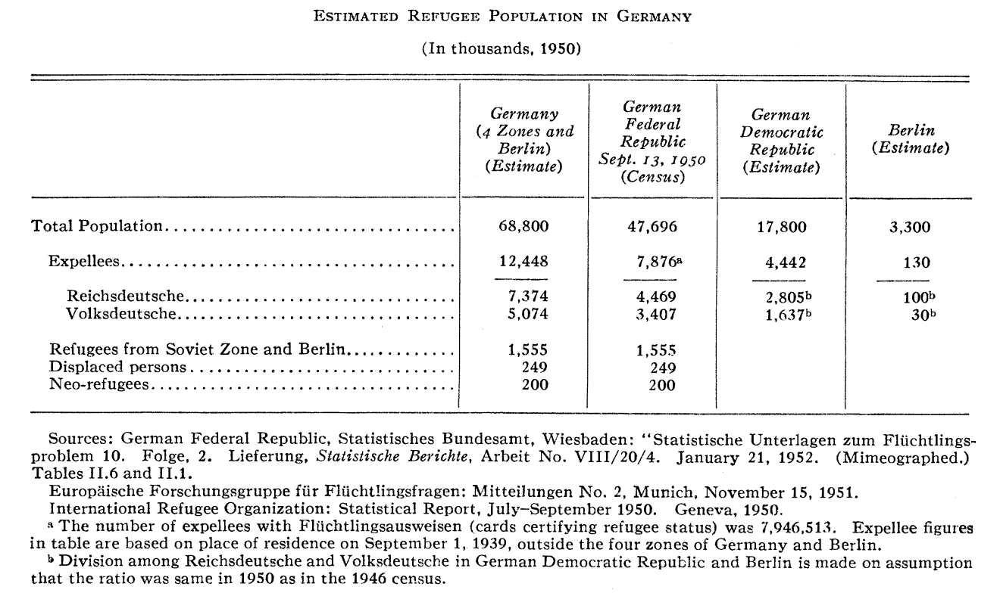 ESTIMATED REFUGEE POPULATION IN GERMANY
(In thousands, 1950)
Germany (4 Zones and Berlin) (Estimate) | German Federal Republic Sept. 13, 1950 (Census) | German Democratic Republic (Estimate) | Berlin (Estimate)
Total Population................................. 68,800 47,696 17,800 3,300
Expellees...................................... 12,448 7,876ᵃ 4,442 130
Reichsdeutsche............................... 7,374 4,469 2,805ᵇ 100ᵇ
Volksdeutsche................................ 5,074 3,407 1,637ᵇ 30ᵇ
Refugees from Soviet Zone and Berlin............. 1,555 1,555
Displaced persons.............................. 249 249
Neo-refugees................................... 200 200
Sources: German Federal Republic, Statistisches Bundesamt, Wiesbaden: "Statistische Unterlagen zum Flüchtlings-
problem 10. Folge, 2. Lieferung, Statistische Berichte, Arbeit No. VIII/20/4. January 21, 1952. (Mimeographed.)
Tables II.6 and II.1.
Europäische Forschungsgruppe für Flüchtlingsfragen: Mitteilungen No. 2, Munich, November 15, 1951.
International Refugee Organization: Statistical Report, July–September 1950. Geneva, 1950.
ᵃ The number of expellees with Flüchtlingsausweisen (cards certifying refugee status) was 7,946,513. Expellee figures
in table are based on place of residence on September 1, 1939, outside the four zones of Germany and Berlin.
ᵇ Division among Reichsdeutsche and Volksdeutsche in German Democratic Republic and Berlin is made on assumption
that the ratio was same in 1950 as in the 1946 census.